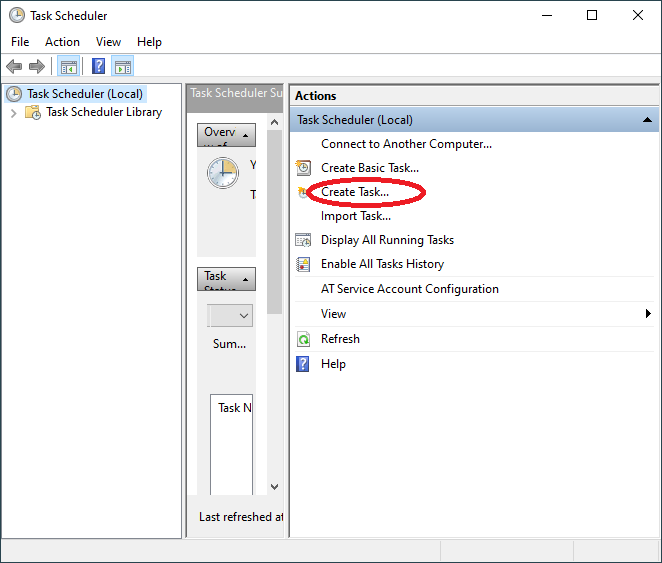 Task Scheduler
File Action View Help
Task Scheduler (Local)
Task Scheduler Library
Task Scheduler Su
Overv
w of
Y
T
Task
Status
Sum...
Task N
Last refreshed at
Actions
Task Scheduler (Local)
Connect to Another Computer...
Create Basic Task...
Create Task...
Import Task...
Display All Running Tasks
Enable All Tasks History
AT Service Account Configuration
View
Refresh
Help